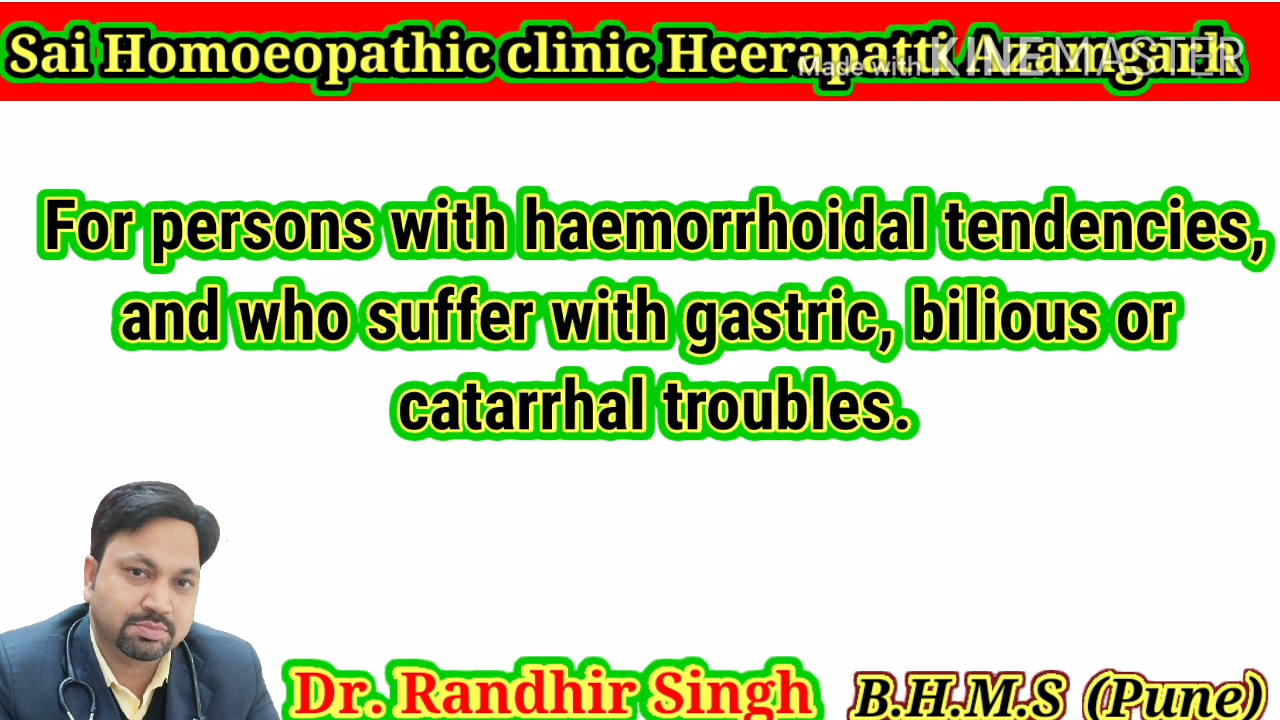 Sai Homoeopathic clinic Heerapatti Azamgarh
Made with KINEMASTER
For persons with haemorrhoidal tendencies,
and who suffer with gastric, bilious or
catarrhal troubles.
Dr. Randhir Singh B.H.M.S (Pune)